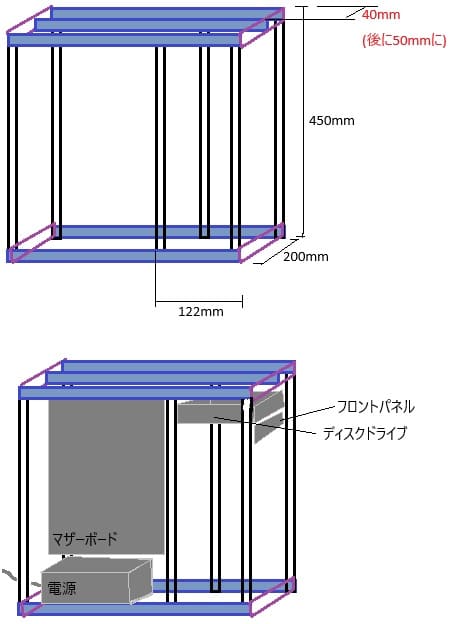 40mm
(後に50mmに)
450mm
200mm
122mm
フロントパネル
ディスクドライブ
マザーボード
電源